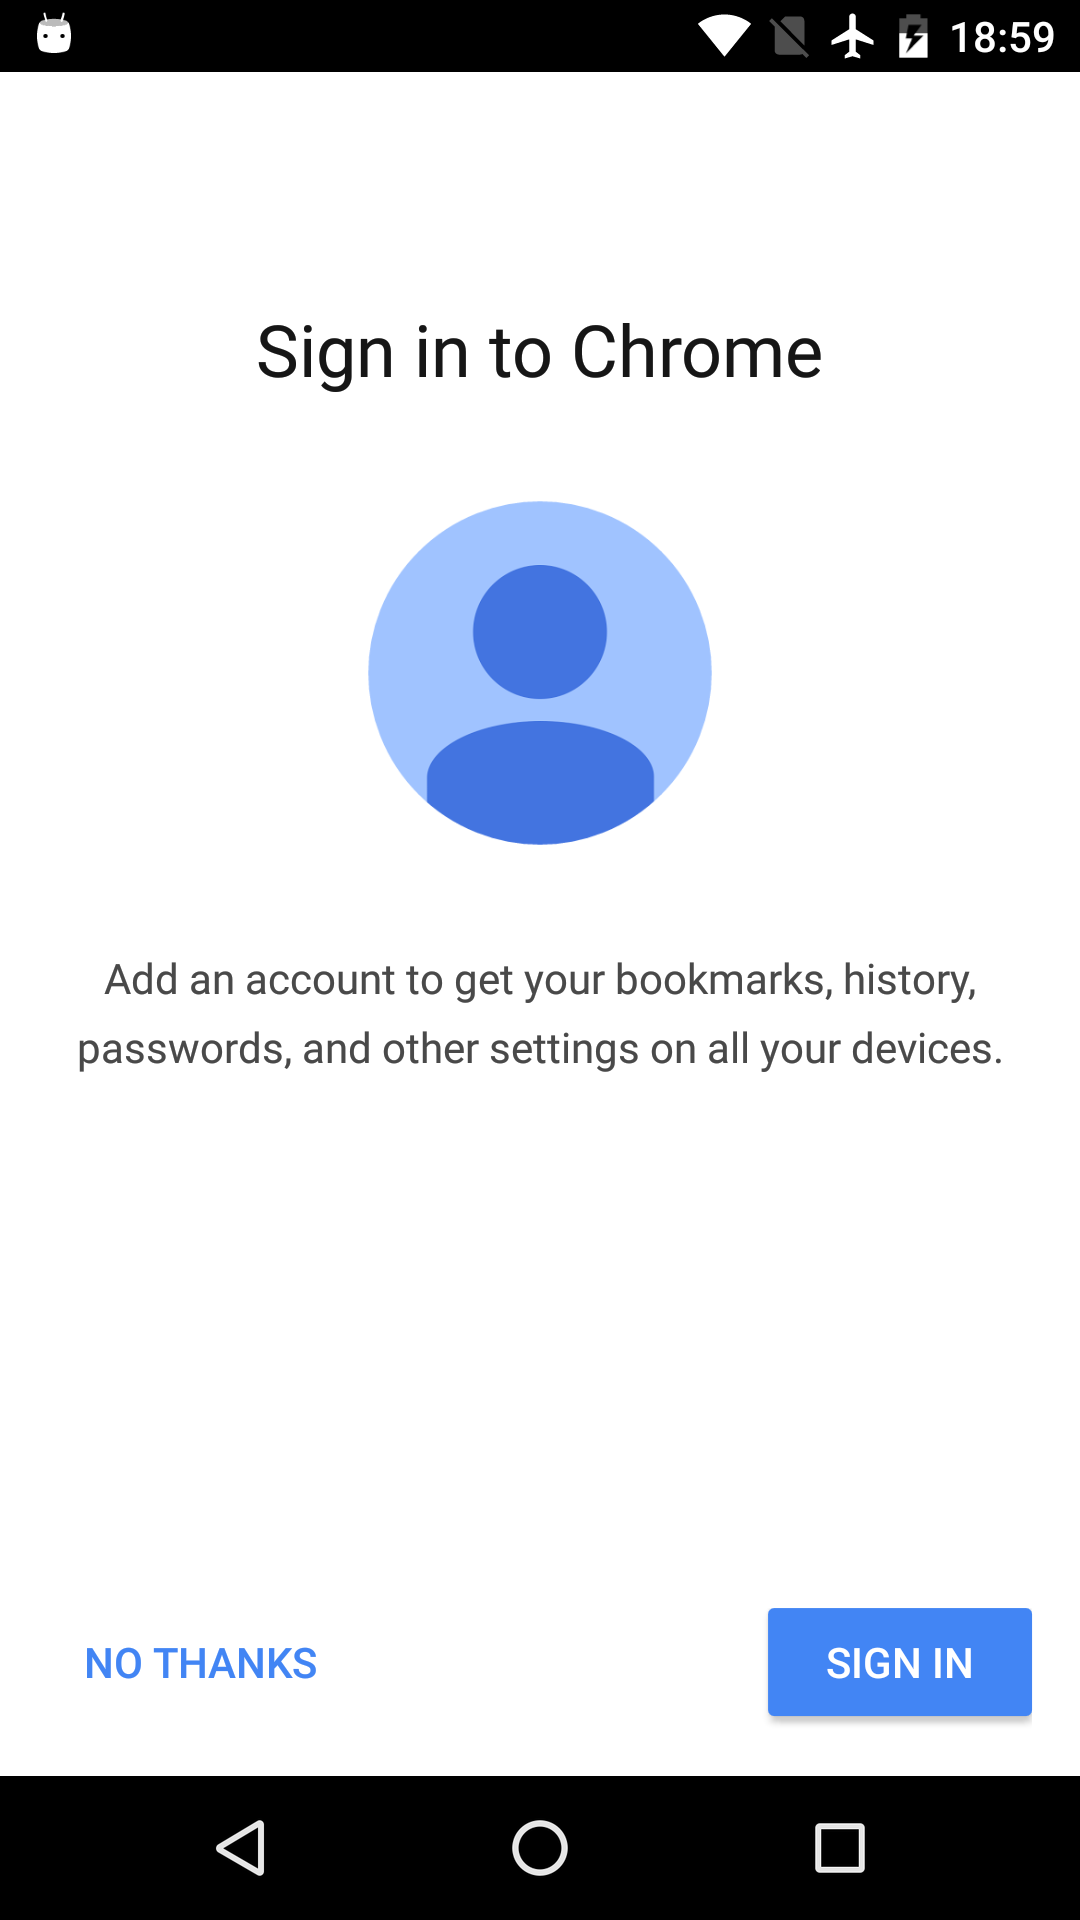 18:59
Sign in to Chrome
Add an account to get your bookmarks, history,
passwords, and other settings on all your devices.
NO THANKS
SIGN IN